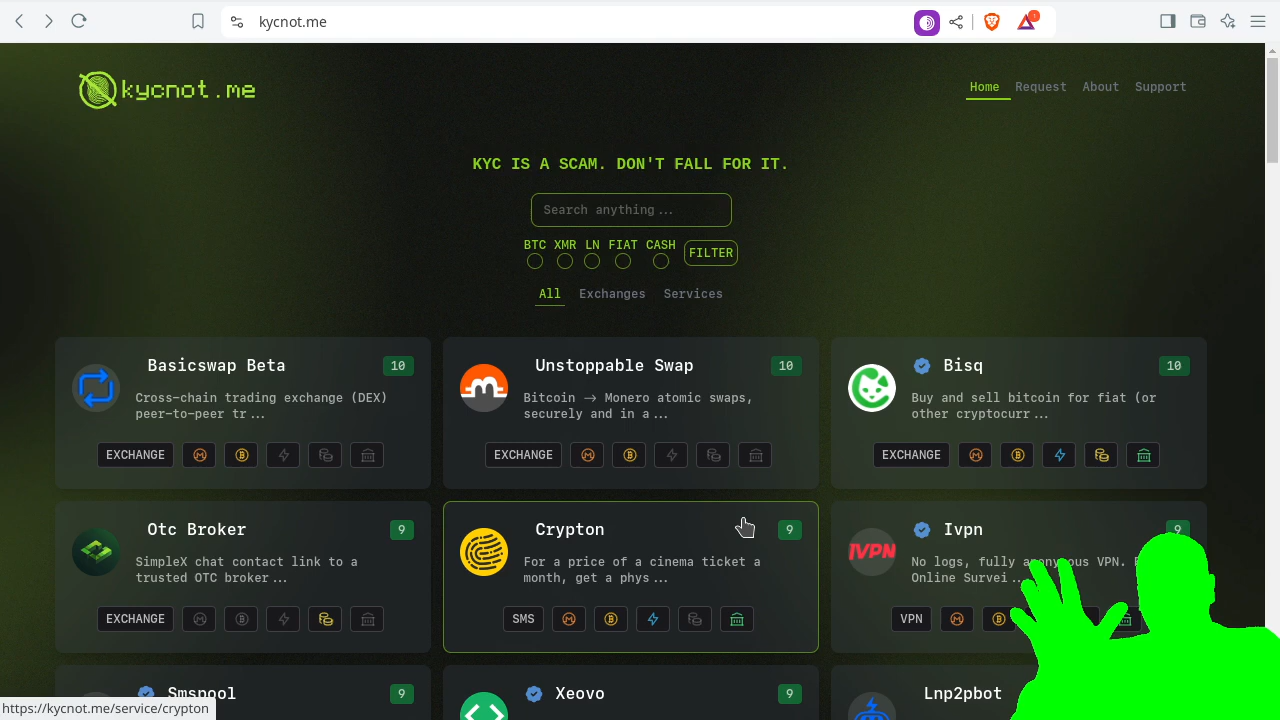 kycnot.me
kycnot.me
Home Request About Support
KYC IS A SCAM. DON'T FALL FOR IT.
Search anything...
BTC XMR LN FIAT CASH FILTER
All Exchanges Services
Basicswap Beta 10
Cross-chain trading exchange (DEX)
peer-to-peer tr...
EXCHANGE
Unstoppable Swap 10
Bitcoin -> Monero atomic swaps,
securely and in a...
EXCHANGE
Bisq 10
Buy and sell bitcoin for fiat (or
other cryptocurr...
EXCHANGE
Otc Broker 9
SimpleX chat contact link to a
trusted OTC broker...
EXCHANGE
Crypton 9
For a price of a cinema ticket a
month, get a phys...
SMS
IVPN
Ivpn 9
No logs, fully anonymous VPN.
Online Survei...
VPN
Smspool 9
Xeovo 9
Lnp2pbot
https://kycnot.me/service/crypton